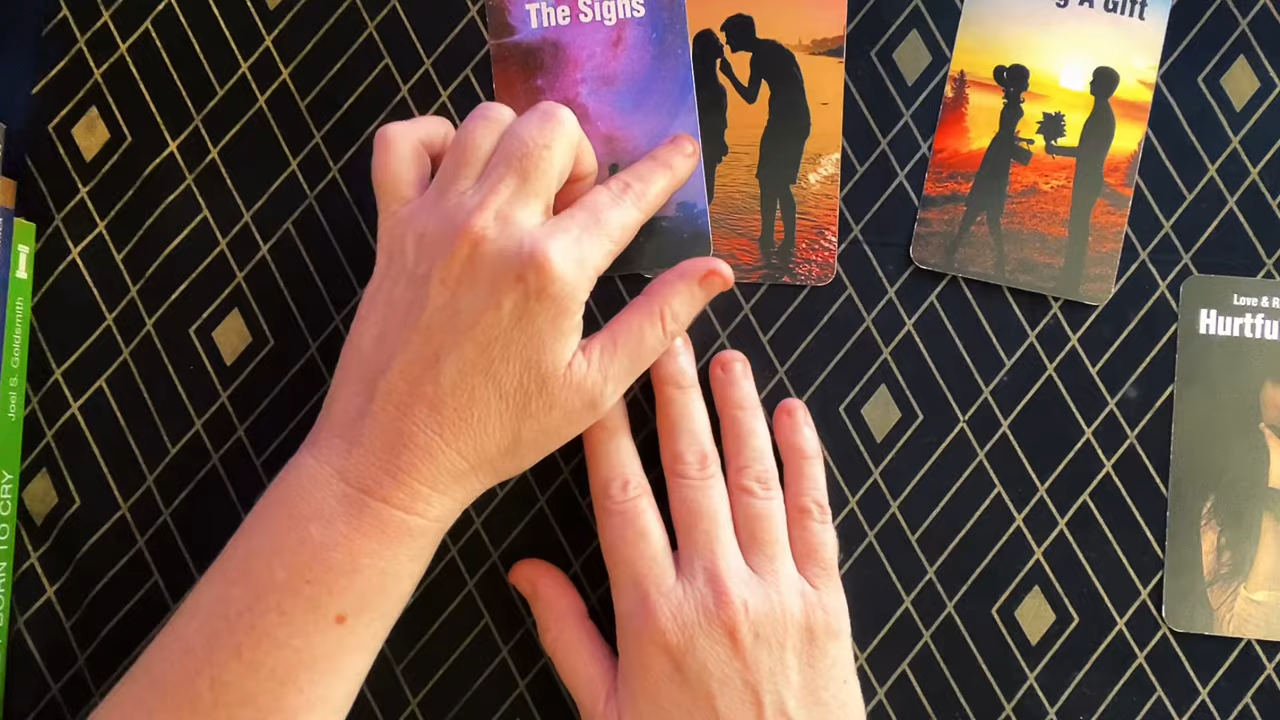 The Signs
A Gift
Love & R
Hurtfu
Joel S. Goldsmith
BORN TO CRY